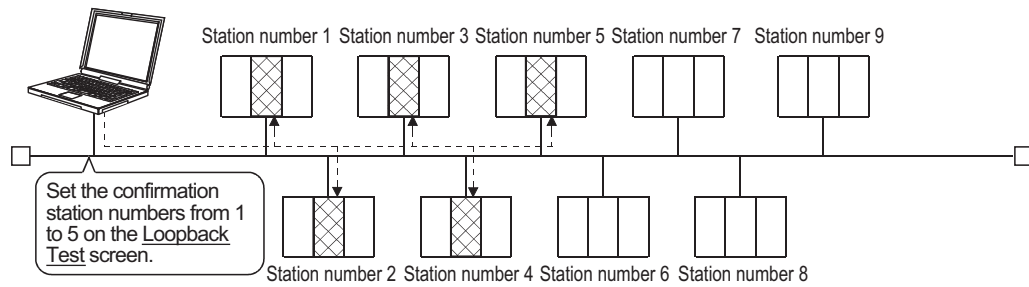 Station number 1
Station number 3
Station number 5
Station number 7
Station number 9
Set the confirmation
station numbers from 1
to 5 on the Loopback
Test screen.
Station number 2
Station number 4
Station number 6
Station number 8